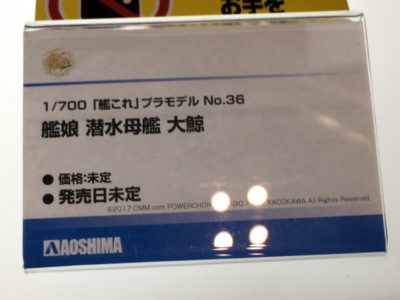 お手を
1/700 「艦これ」プラモデル No.36
艦娘 潜水母艦 大鯨
● 価格:未定
● 発売日未定
©2017 DMM.com POWERCHORD KADOKAWA All Rights Reserved
AOSHIMA